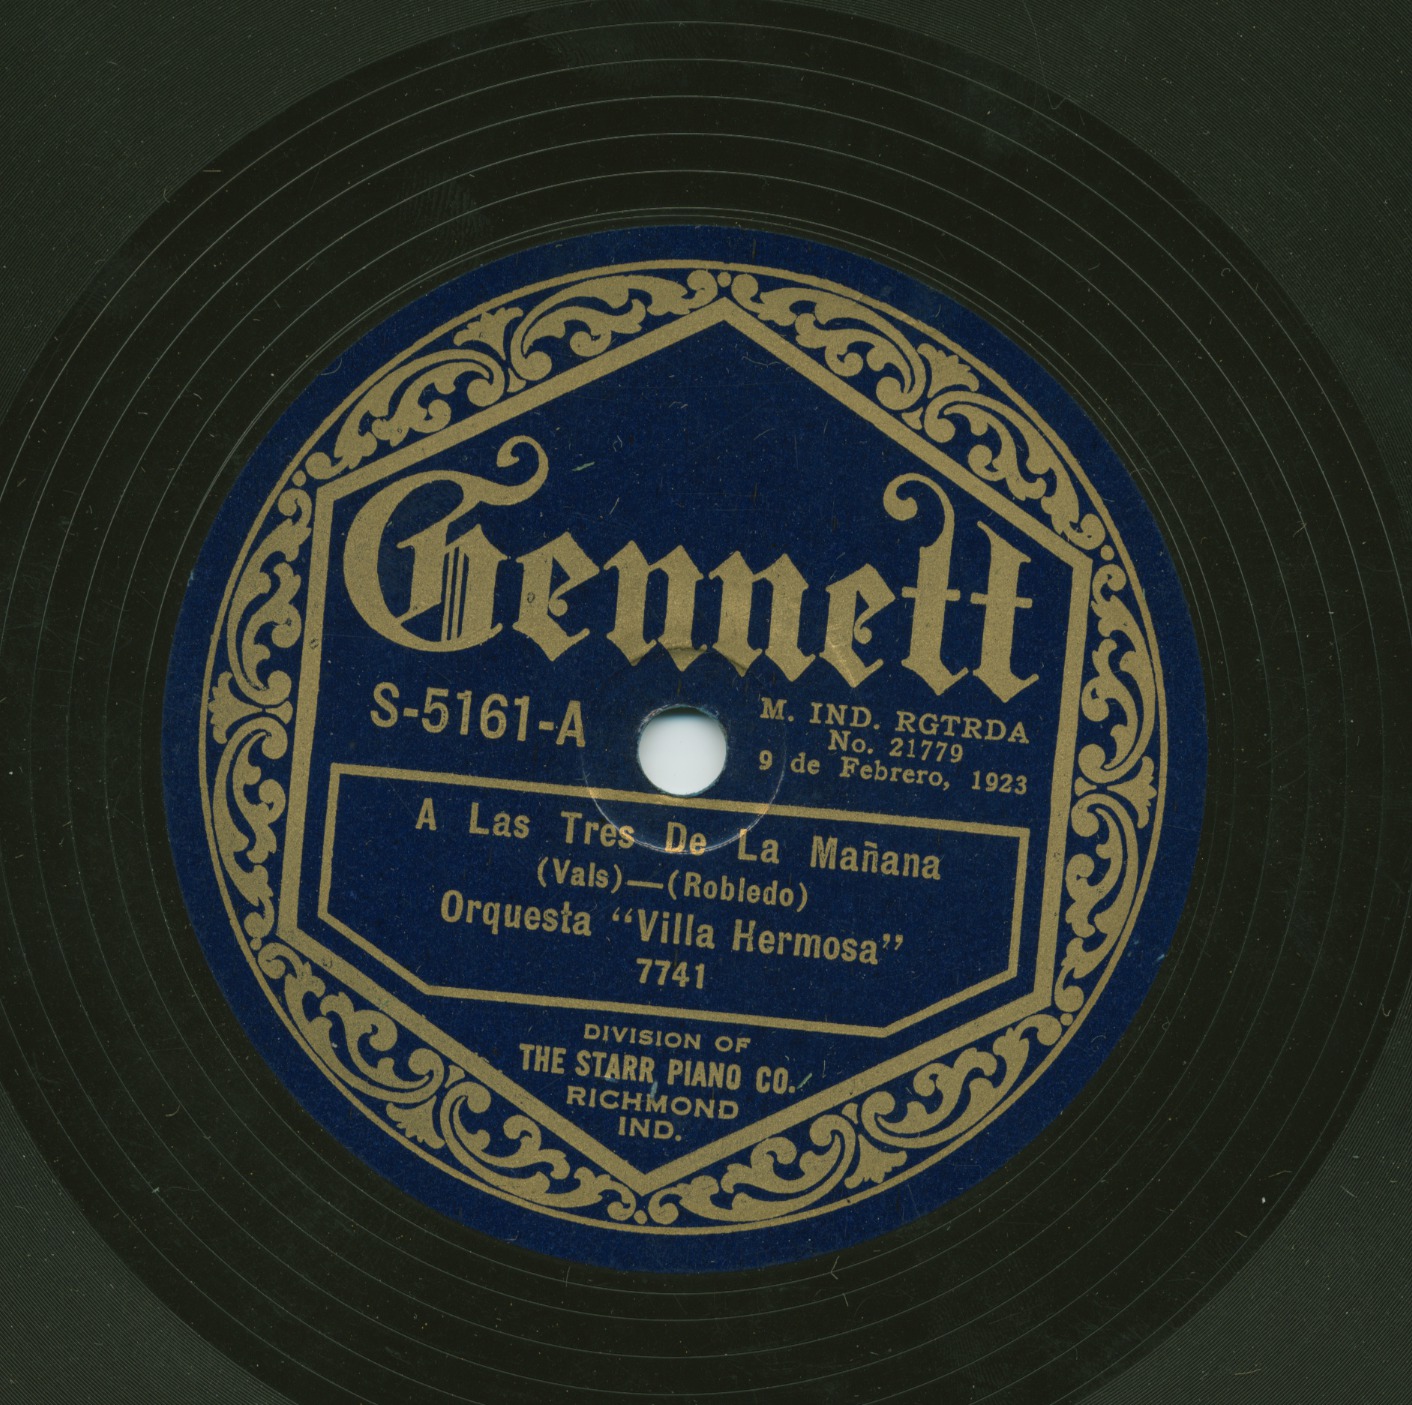 Gennett
S-5161-A
M. IND. RGTRDA
No. 21779
9 de Febrero, 1923
A Las Tres De La Mañana
(Vals)—(Robledo)
Orquesta “Villa Hermosa”
7741
DIVISION OF
THE STARR PIANO CO.
RICHMOND
IND.